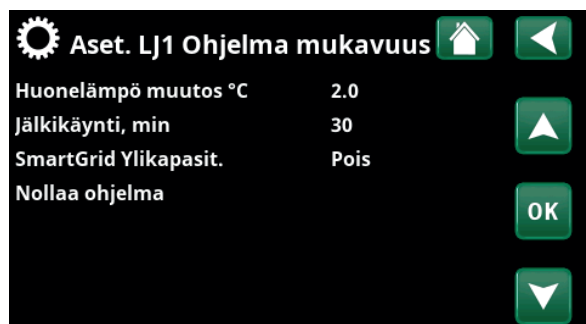 Aset. LJ1 Ohjelma mukavuus
Huonelämpö muutos °C 2.0
Jälkikäynti, min 30
SmartGrid Ylikapasit. Pois
Nollaa ohjelma
OK